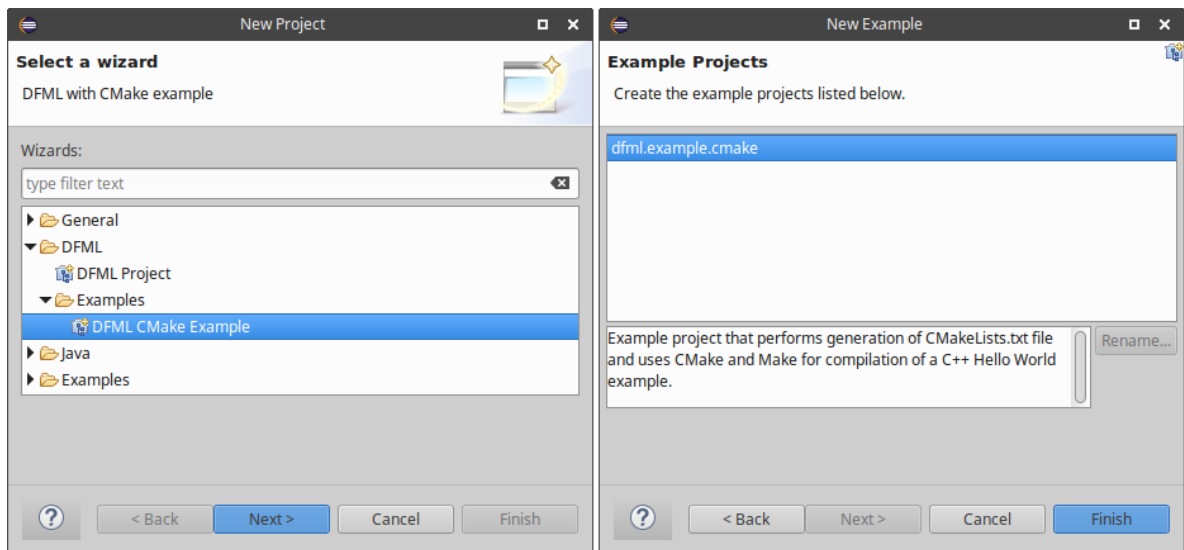 New Project
Select a wizard
DFML with CMake example
Wizards:
type filter text
General
DFML
DFML Project
Examples
DFML CMake Example
Java
Examples
?
< Back
Next >
Cancel
Finish
New Example
Example Projects
Create the example projects listed below.
dfml.example.cmake
Example project that performs generation of CMakeLists.txt file
and uses CMake and Make for compilation of a C++ Hello World
example.
Rename...
?
< Back
Next >
Cancel
Finish